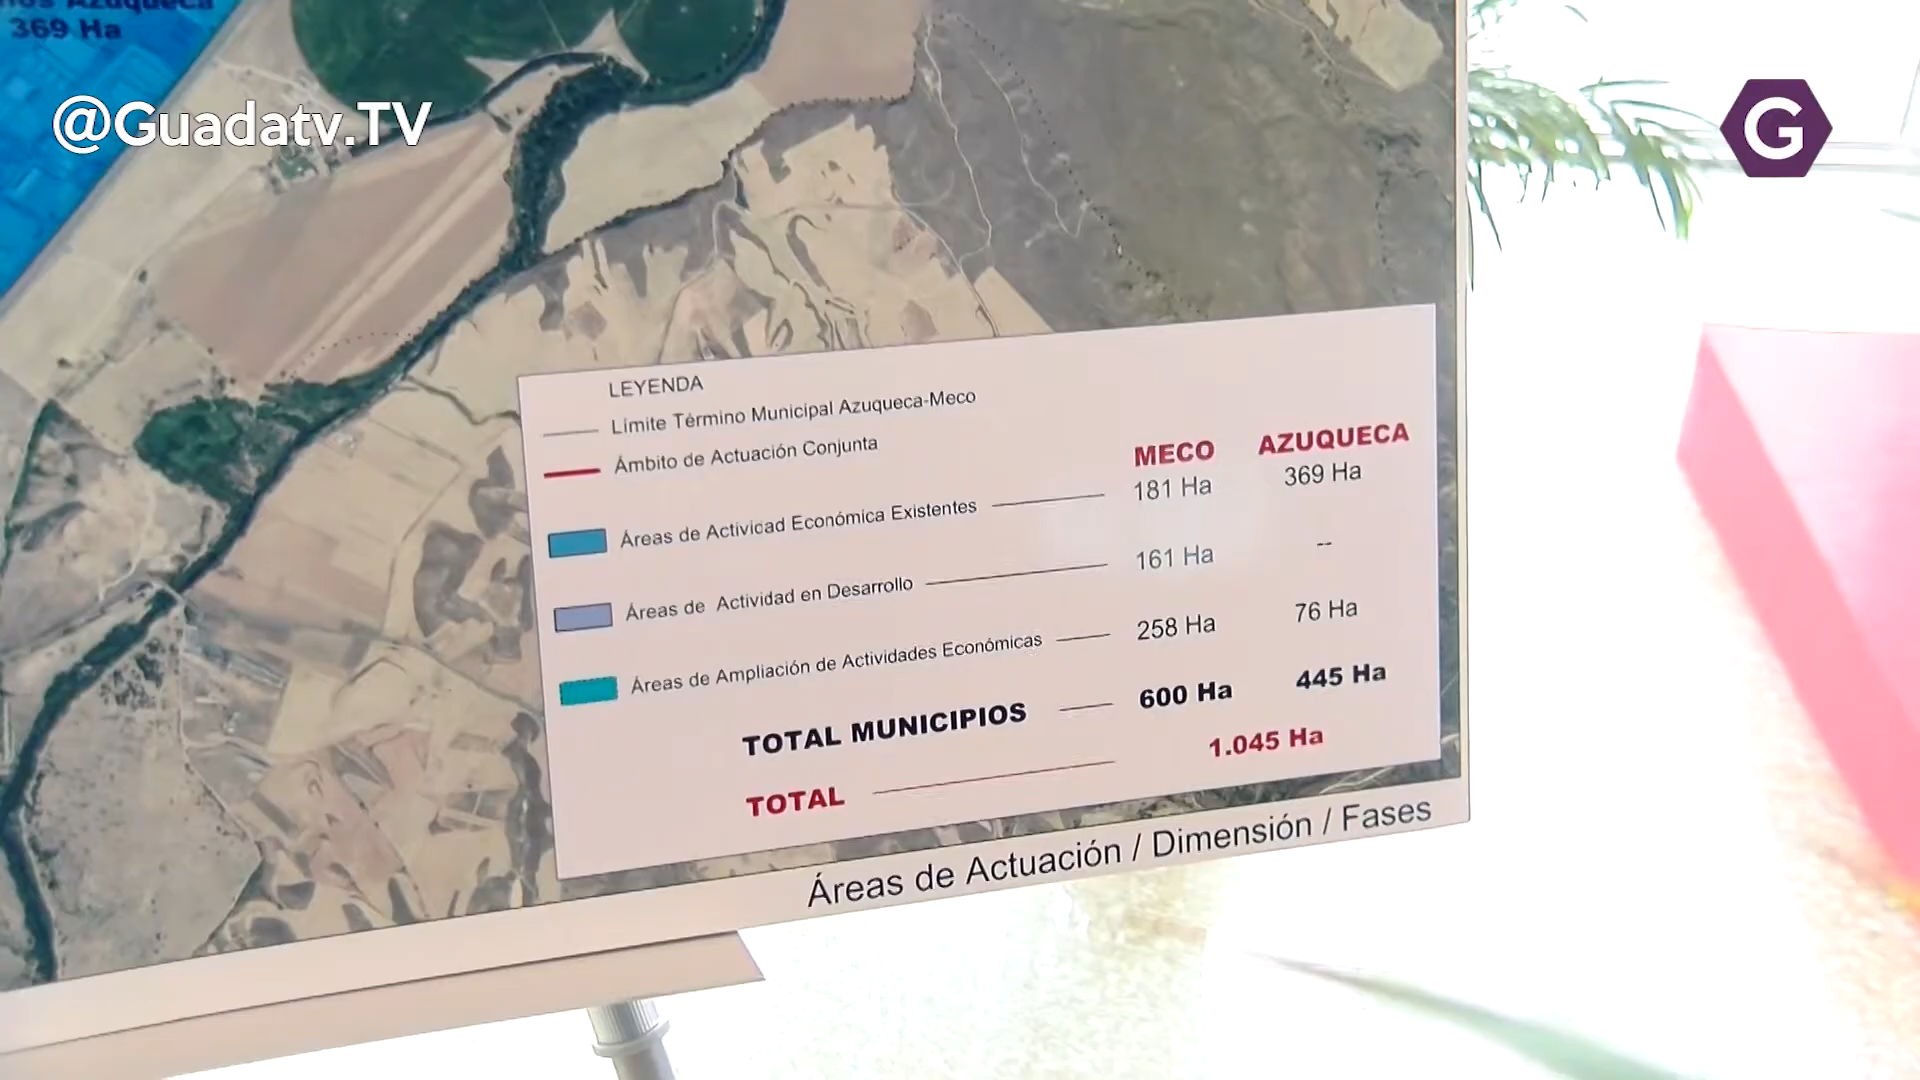 Azuqueca
369 Ha
@Guadatv.TV
G
LEYENDA
Límite Término Municipal Azuqueca-Meco
Ámbito de Actuación Conjunta
MECO AZUQUECA
Áreas de Activicad Económica Existentes 181 Ha 369 Ha
Áreas de Actividad en Desarrollo 161 Ha --
Áreas de Ampliación de Actividades Económicas 258 Ha 76 Ha
TOTAL MUNICIPIOS 600 Ha 445 Ha
TOTAL 1.045 Ha
Áreas de Actuación / Dimensión / Fases